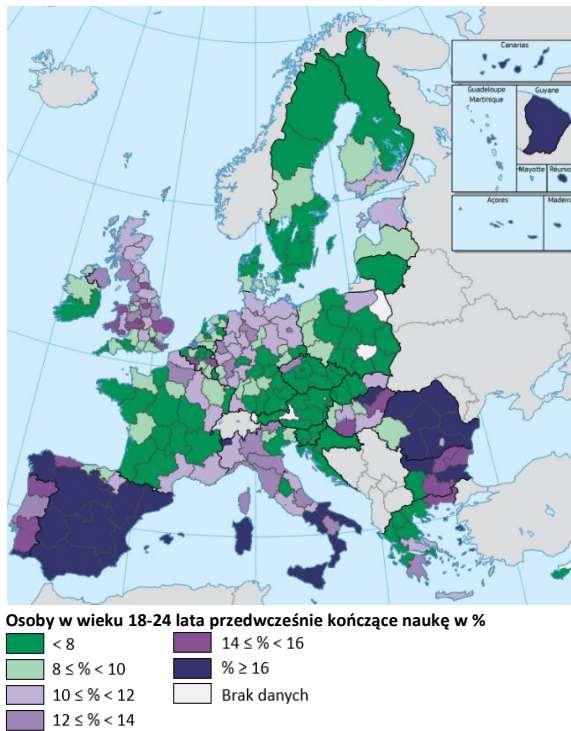 Canarias
Guadeloupe
Martinique
Guyane
Mayotte
Réunion
Açores
Madeira
Osoby w wieku 18-24 lata przedwcześnie kończące naukę w %
< 8
8 ≤ % < 10
10 ≤ % < 12
12 ≤ % < 14
14 ≤ % < 16
% ≥ 16
Brak danych